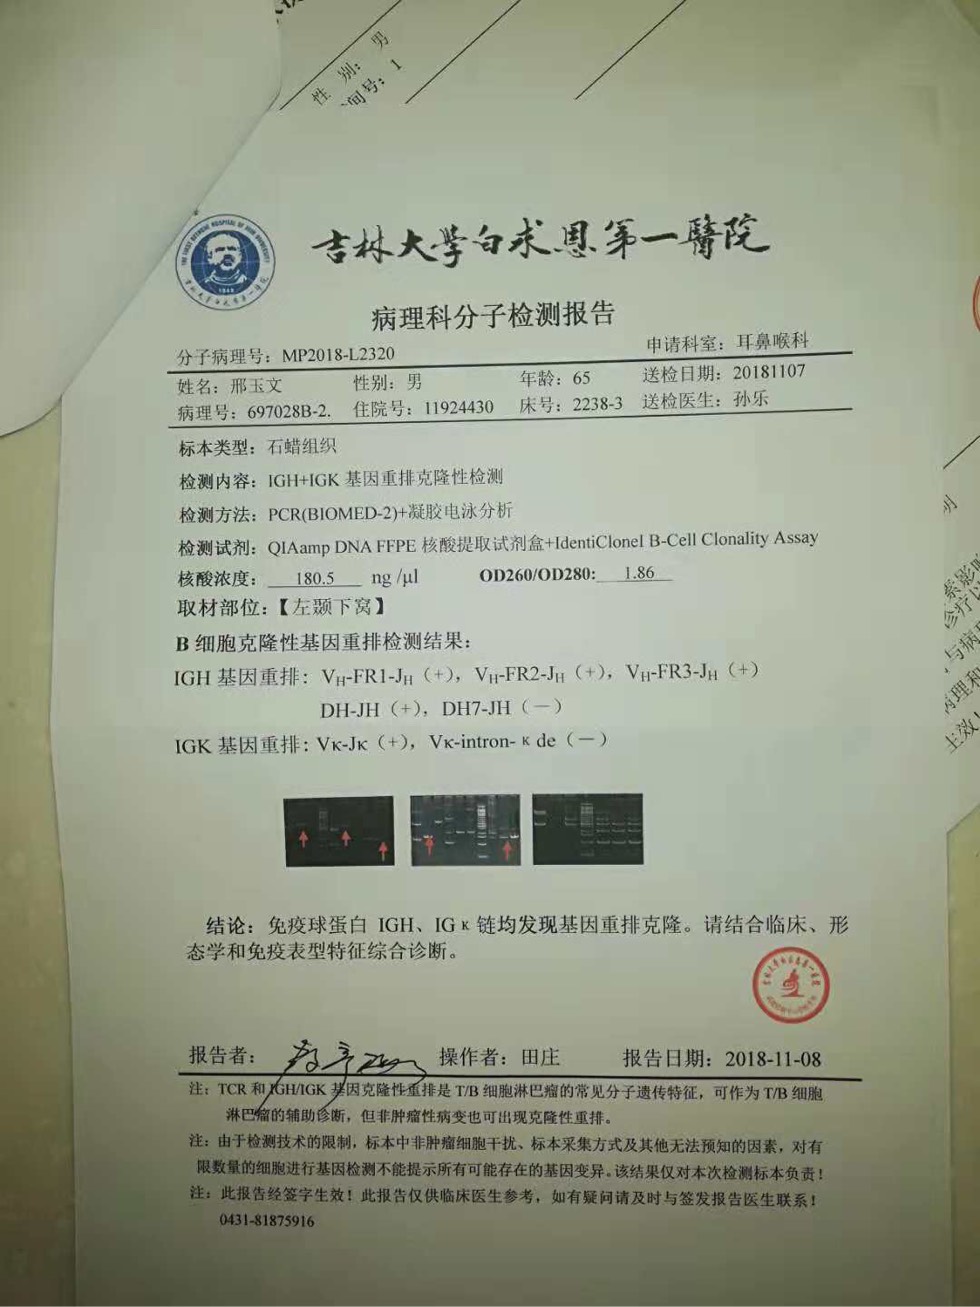 性 别：男
间号：1
吉林大学白求恩第一醫院
病理科分子检测报告
分子病理号：MP2018-L2320 申请科室：耳鼻喉科
姓名：邢玉文 性别：男 年龄：65 送检日期：20181107
病理号：697028B-2. 住院号：11924430 床号：2238-3 送检医生：孙乐
标本类型：石蜡组织
检测内容：IGH+IGK 基因重排克隆性检测
检测方法：PCR(BIOMED-2)+凝胶电泳分析
检测试剂：QIAamp DNA FFPE 核酸提取试剂盒+IdentiClonel B-Cell Clonality Assay
核酸浓度： 180.5 ng /μl OD260/OD280: 1.86
取材部位：【左颞下窝】
B 细胞克隆性基因重排检测结果：
IGH 基因重排：VH-FR1-JH（+），VH-FR2-JH（+），VH-FR3-JH（+）
DH-JH（+），DH7-JH（－）
IGK 基因重排：Vκ-Jκ（+），Vκ-intron-κde（－）
结论：免疫球蛋白 IGH、IGκ链均发现基因重排克隆。请结合临床、形
态学和免疫表型特征综合诊断。
报告者： 操作者：田庄 报告日期：2018-11-08
注：TCR 和 IGH/IGK 基因克隆性重排是 T/B 细胞淋巴瘤的常见分子遗传特征，可作为 T/B 细胞
淋巴瘤的辅助诊断，但非肿瘤性病变也可出现克隆性重排。
注：由于检测技术的限制，标本中非肿瘤细胞干扰、标本采集方式及其他无法预知的因素，对有
限数量的细胞进行基因检测不能提示所有可能存在的基因变异。该结果仅对本次检测标本负责！
注：此报告经签字生效！此报告仅供临床医生参考，如有疑问请及时与签发报告医生联系！
0431-81875916